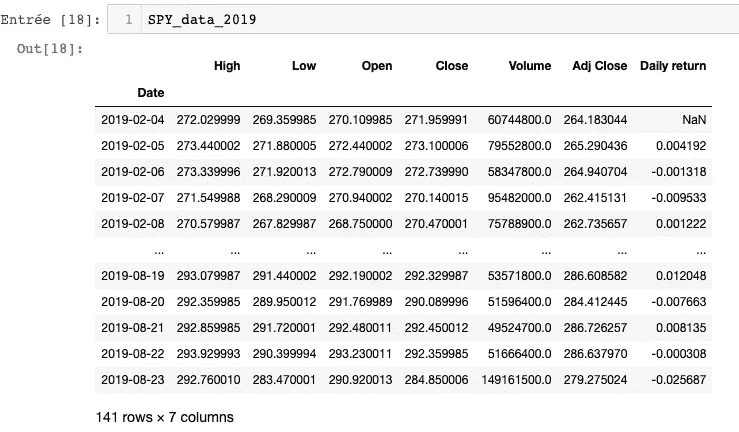 Entrée [18]: 1 SPY_data_2019
Out[18]:
High Low Open Close Volume Adj Close Daily return
Date
2019-02-04 272.029999 269.359985 270.109985 271.959991 60744800.0 264.183044 NaN
2019-02-05 273.440002 271.880005 272.440002 273.100006 79552800.0 265.290436 0.004192
2019-02-06 273.339996 271.920013 272.790009 272.739990 58347800.0 264.940704 -0.001318
2019-02-07 271.549988 268.290009 270.940002 270.140015 95482000.0 262.415131 -0.009533
2019-02-08 270.579987 267.829987 268.750000 270.470001 75788900.0 262.735657 0.001222
... ... ... ... ... ... ... ...
2019-08-19 293.079987 291.440002 292.190002 292.329987 53571800.0 286.608582 0.012048
2019-08-20 292.359985 289.950012 291.769989 290.089996 51596400.0 284.412445 -0.007663
2019-08-21 292.859985 291.720001 292.480011 292.450012 49524700.0 286.726257 0.008135
2019-08-22 293.929993 290.399994 293.230011 292.359985 51666400.0 286.637970 -0.000308
2019-08-23 292.760010 283.470001 290.920013 284.850006 149161500.0 279.275024 -0.025687
141 rows × 7 columns